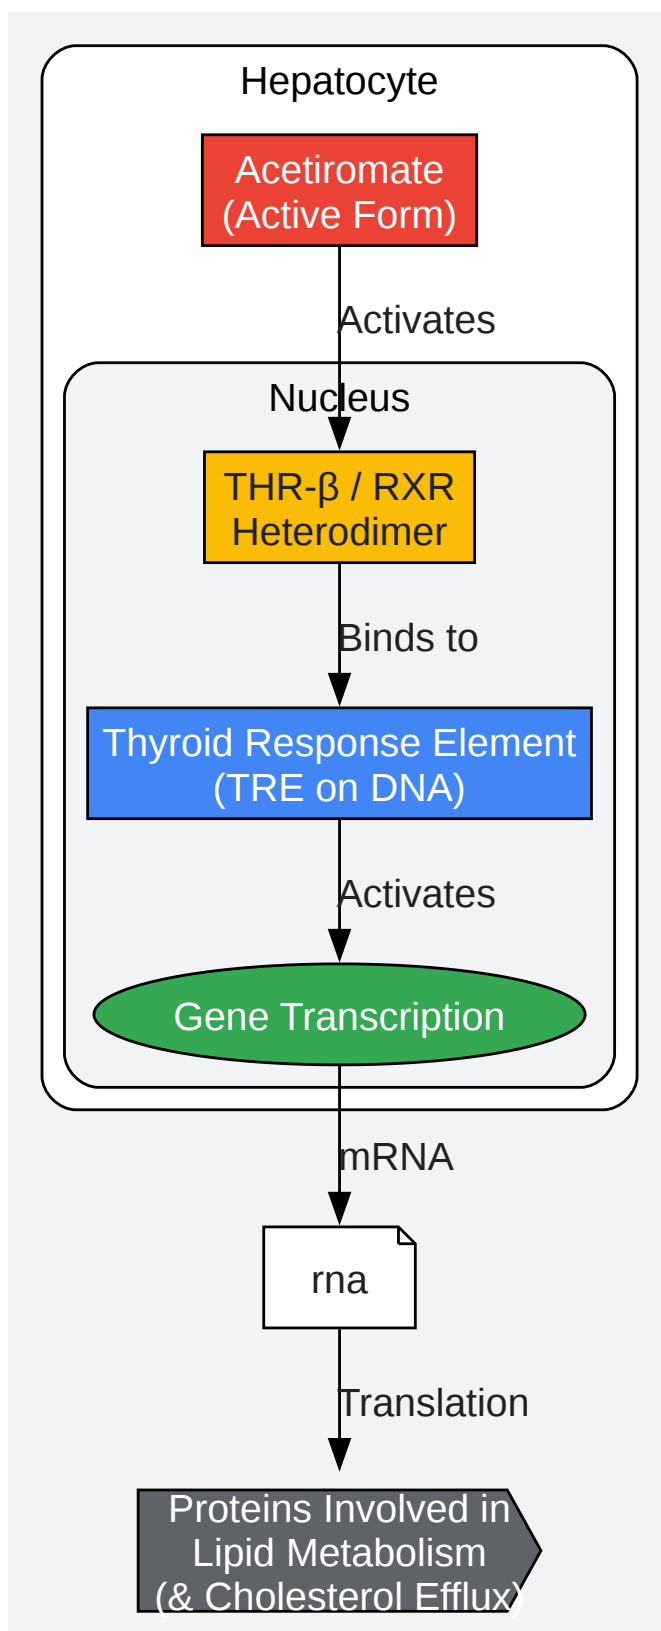 Hepatocyte
Acetiromate
(Active Form)
Activates
Nucleus
THR-β / RXR
Heterodimer
Binds to
Thyroid Response Element
(TRE on DNA)
Activates
Gene Transcription
mRNA
rna
Translation
Proteins Involved in
Lipid Metabolism
(& Cholesterol Efflux)